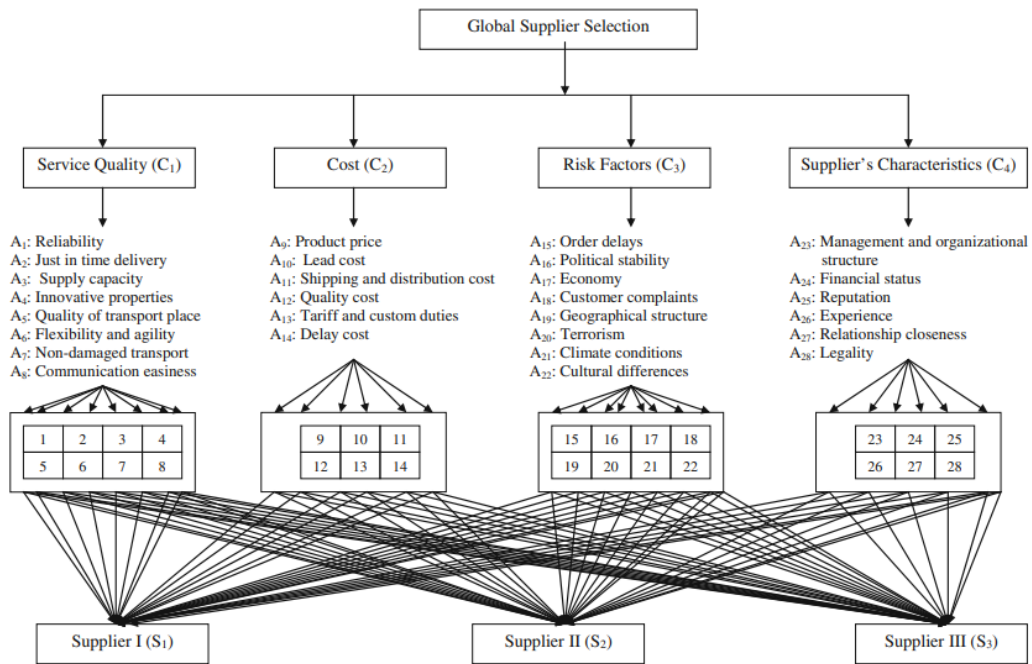 Global Supplier Selection
Service Quality (C₁)
Cost (C₂)
Risk Factors (C₃)
Supplier's Characteristics (C₄)
A₁: Reliability
A₂: Just in time delivery
A₃: Supply capacity
A₄: Innovative properties
A₅: Quality of transport place
A₆: Flexibility and agility
A₇: Non-damaged transport
A₈: Communication easiness
A₉: Product price
A₁₀: Lead cost
A₁₁: Shipping and distribution cost
A₁₂: Quality cost
A₁₃: Tariff and custom duties
A₁₄: Delay cost
A₁₅: Order delays
A₁₆: Political stability
A₁₇: Economy
A₁₈: Customer complaints
A₁₉: Geographical structure
A₂₀: Terrorism
A₂₁: Climate conditions
A₂₂: Cultural differences
A₂₃: Management and organizational
structure
A₂₄: Financial status
A₂₅: Reputation
A₂₆: Experience
A₂₇: Relationship closeness
A₂₈: Legality
1 2 3 4
5 6 7 8
9 10 11
12 13 14
15 16 17 18
19 20 21 22
23 24 25
26 27 28
Supplier I (S₁)
Supplier II (S₂)
Supplier III (S₃)